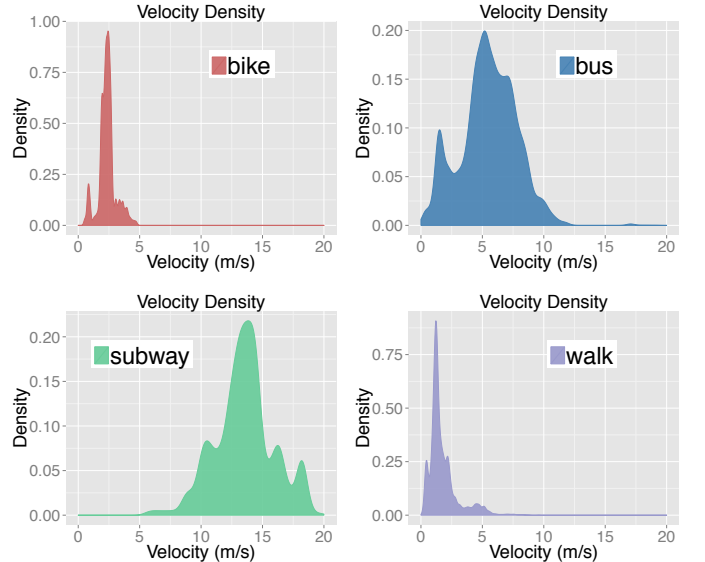 Velocity Density
1.00
0.75
0.50
0.25
0.00
Density
bike
0 5 10 15 20
Velocity (m/s)
Velocity Density
0.20
0.15
0.10
0.05
0.00
Density
bus
0 5 10 15 20
Velocity (m/s)
Velocity Density
0.20
0.15
0.10
0.05
0.00
Density
subway
0 5 10 15 20
Velocity (m/s)
Velocity Density
0.75
0.50
0.25
0.00
Density
walk
0 5 10 15 20
Velocity (m/s)